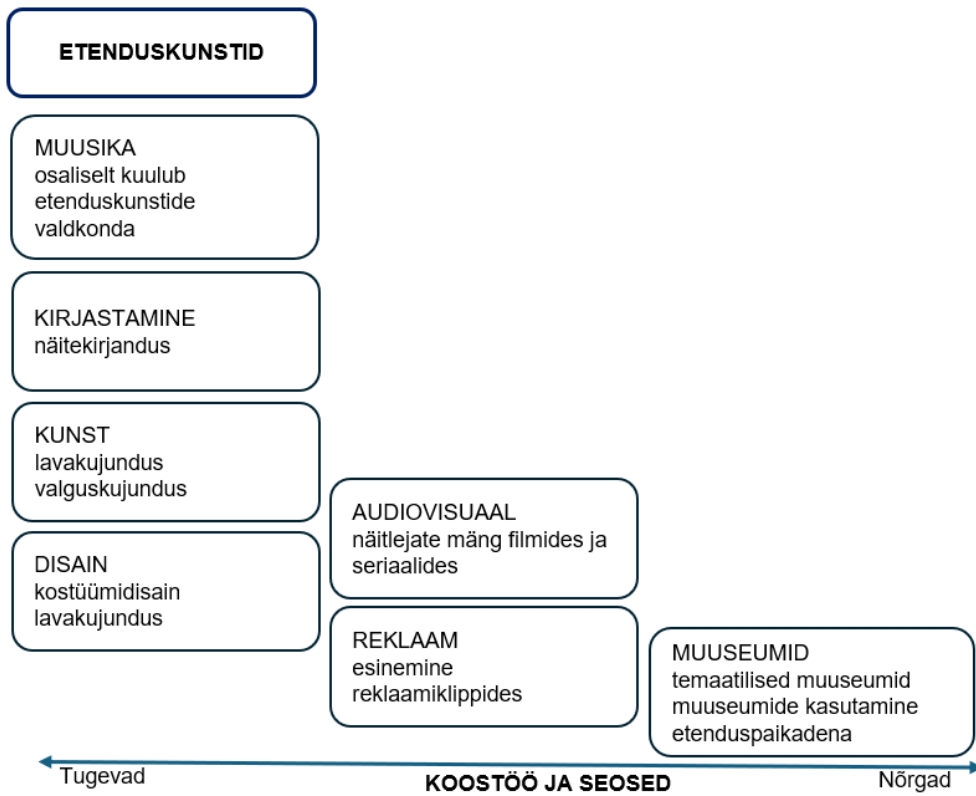 ETENDUSKUNSTID
MUUSIKA
osaliselt kuulub
etenduskunstide
valdkonda
KIRJASTAMINE
näitekirjandus
KUNST
lavakujundus
valguskujundus
DISAIN
kostüümidisain
lavakujundus
AUDIOVISUAAL
näitlejate mäng filmides ja
seriaalides
REKLAAM
esinemine
reklaamiklippides
MUUSEUMID
temaatilised muuseumid
muuseumide kasutamine
etenduspaikadena
Tugevad
KOOSTÖÖ JA SEOSED
Nõrgad